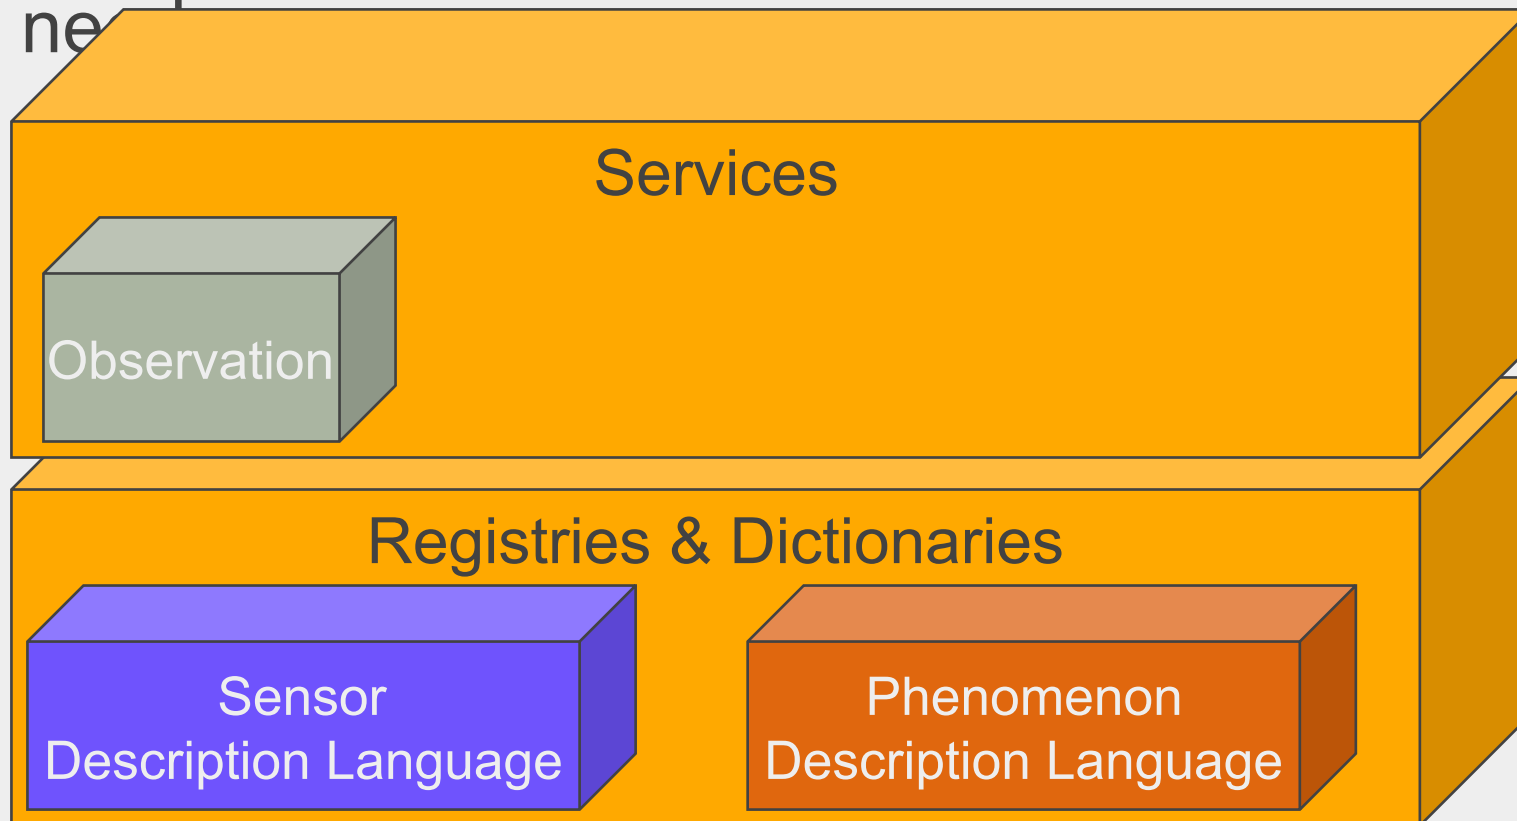 Services
Observation
Registries & Dictionaries
Sensor
Description Language
Phenomenon
Description Language